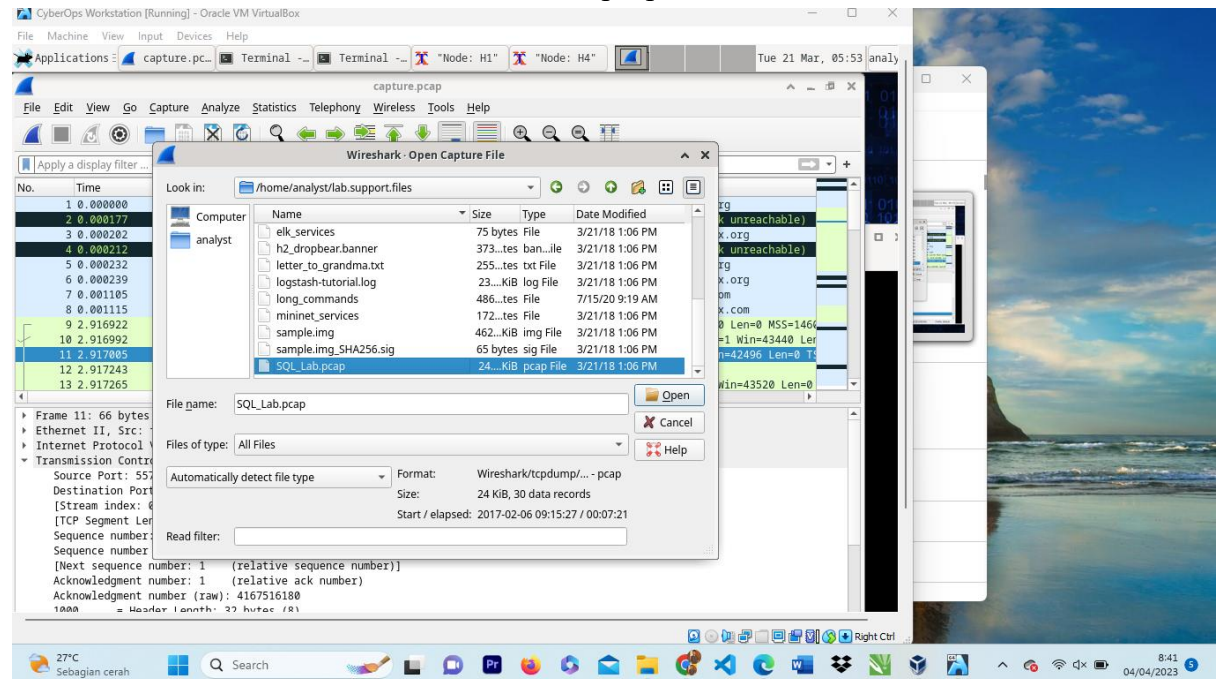 CyberOps Workstation [Running] - Oracle VM VirtualBox
File Machine View Input Devices Help
Applications capture.pc... Terminal -... Terminal -... "Node: H1" "Node: H4" Tue 21 Mar, 05:53 analy
capture.pcap
File Edit View Go Capture Analyze Statistics Telephony Wireless Tools Help
Apply a display filter ...
Wireshark · Open Capture File
No. Time
1 0.000000
2 0.000177
3 0.000202
4 0.000212
5 0.000232
6 0.000239
7 0.001105
8 0.001115
9 2.916922
10 2.916992
11 2.917005
12 2.917243
13 2.917265
Look in: /home/analyst/lab.support.files
Computer
analyst
Name Size Type Date Modified
elk_services 75 bytes File 3/21/18 1:06 PM
h2_dropbear.banner 373...tes ban...ile 3/21/18 1:06 PM
letter_to_grandma.txt 255...tes txt File 3/21/18 1:06 PM
logstash-tutorial.log 23....KiB log File 3/21/18 1:06 PM
long_commands 486...tes File 7/15/20 9:19 AM
mininet_services 172...tes File 3/21/18 1:06 PM
sample.img 462...KiB img File 3/21/18 1:06 PM
sample.img_SHA256.sig 65 bytes sig File 3/21/18 1:06 PM
SQL_Lab.pcap 24....KiB pcap File 3/21/18 1:06 PM
rg
k unreachable)
x.org
k unreachable)
rg
x.org
om
x.com
0 Len=0 MSS=146
=1 Win=43440 Len
n=42496 Len=0 TS
Win=43520 Len=0
File name: SQL_Lab.pcap
Open
Cancel
Files of type: All Files
Help
Automatically detect file type
Format: Wireshark/tcpdump/... - pcap
Size: 24 KiB, 30 data records
Start / elapsed: 2017-02-06 09:15:27 / 00:07:21
Read filter:
Frame 11: 66 bytes
Ethernet II, Src:
Internet Protocol
Transmission Contro
Source Port: 557
Destination Port
[Stream index:
[TCP Segment Len
Sequence number:
Sequence number
[Next sequence number: 1 (relative sequence number)]
Acknowledgment number: 1 (relative ack number)
Acknowledgment number (raw): 4167516180
1000 = Header Length: 32 bytes (8)
Right Ctrl
27°C
Sebagian cerah
Search
8:41
04/04/2023
5